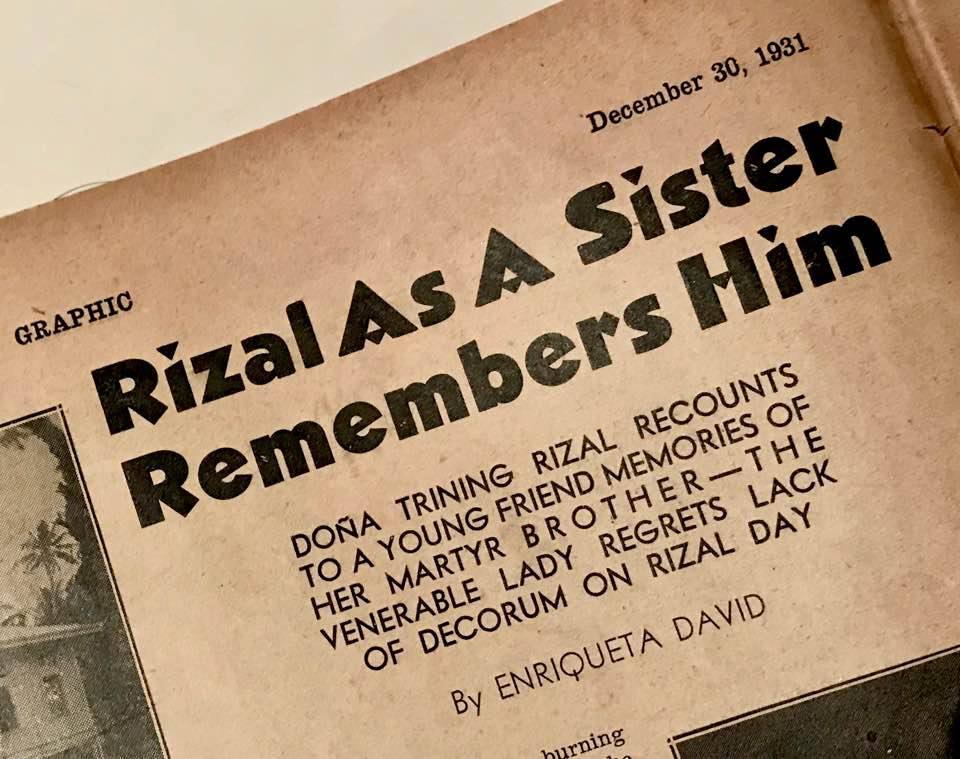 December 30, 1931
GRAPHIC
Rizal As A Sister
Remembers Him
DOÑA TRINING RIZAL RECOUNTS
TO A YOUNG FRIEND MEMORIES OF
HER MARTYR BROTHER—THE
VENERABLE LADY REGRETS LACK
OF DECORUM ON RIZAL DAY
By ENRIQUETA DAVID
burning